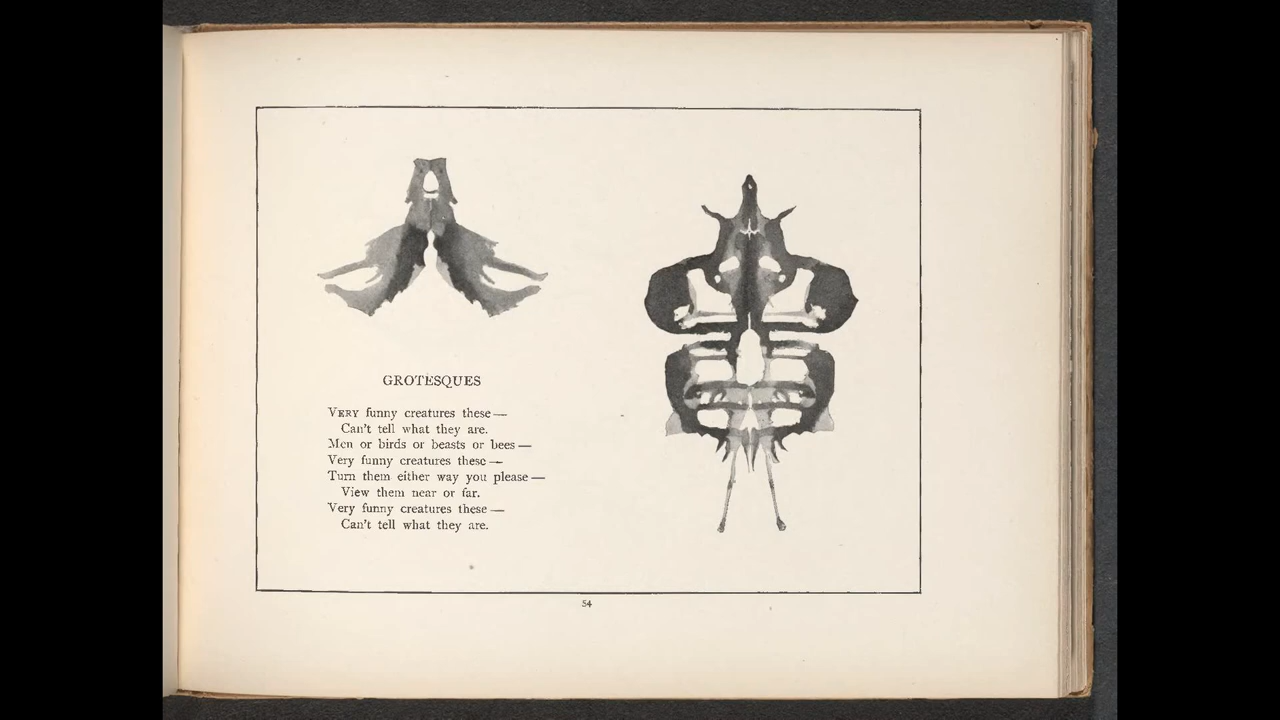 GROTESQUES
VERY funny creatures these—
Can't tell what they are.
Men or birds or beasts or bees—
Very funny creatures these—
Turn them either way you please—
View them near or far.
Very funny creatures these—
Can't tell what they are.
54